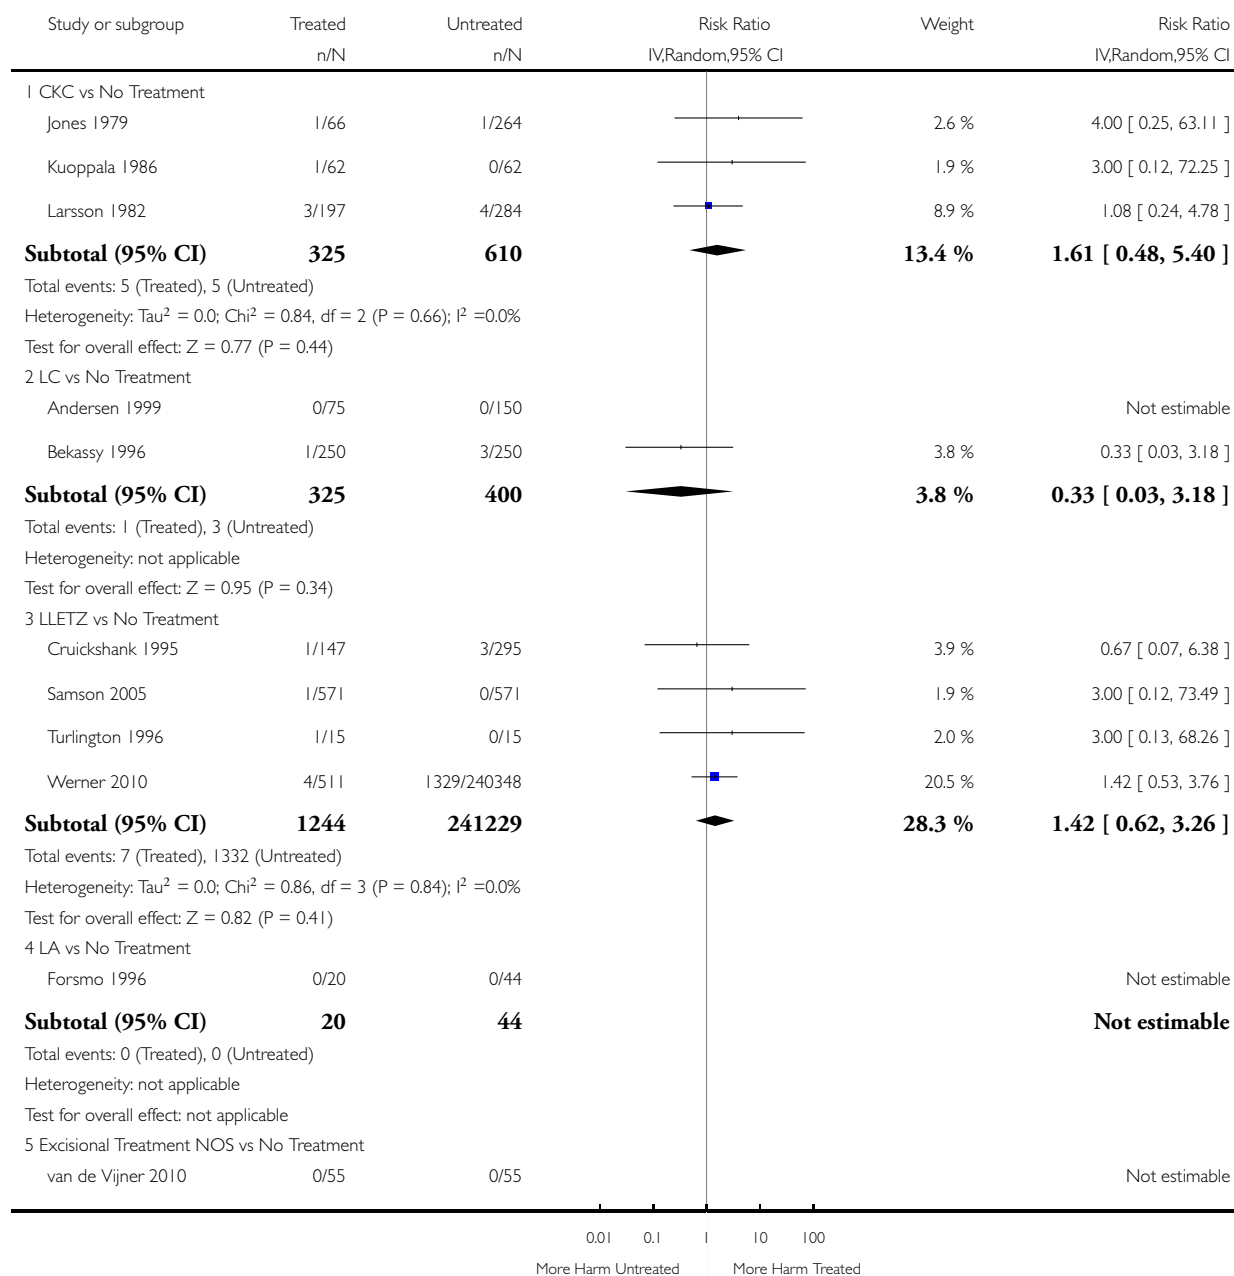 Study or subgroup Treated Untreated Risk Ratio Weight Risk Ratio
n/N n/N IV,Random,95% CI IV,Random,95% CI
1 CKC vs No Treatment
Jones 1979 1/66 1/264 2.6 % 4.00 [ 0.25, 63.11 ]
Kuoppala 1986 1/62 0/62 1.9 % 3.00 [ 0.12, 72.25 ]
Larsson 1982 3/197 4/284 8.9 % 1.08 [ 0.24, 4.78 ]
Subtotal (95% CI) 325 610 13.4 % 1.61 [ 0.48, 5.40 ]
Total events: 5 (Treated), 5 (Untreated)
Heterogeneity: Tau² = 0.0; Chi² = 0.84, df = 2 (P = 0.66); I² =0.0%
Test for overall effect: Z = 0.77 (P = 0.44)
2 LC vs No Treatment
Andersen 1999 0/75 0/150 Not estimable
Bekassy 1996 1/250 3/250 3.8 % 0.33 [ 0.03, 3.18 ]
Subtotal (95% CI) 325 400 3.8 % 0.33 [ 0.03, 3.18 ]
Total events: 1 (Treated), 3 (Untreated)
Heterogeneity: not applicable
Test for overall effect: Z = 0.95 (P = 0.34)
3 LLETZ vs No Treatment
Cruickshank 1995 1/147 3/295 3.9 % 0.67 [ 0.07, 6.38 ]
Samson 2005 1/571 0/571 1.9 % 3.00 [ 0.12, 73.49 ]
Turlington 1996 1/15 0/15 2.0 % 3.00 [ 0.13, 68.26 ]
Werner 2010 4/511 1329/240348 20.5 % 1.42 [ 0.53, 3.76 ]
Subtotal (95% CI) 1244 241229 28.3 % 1.42 [ 0.62, 3.26 ]
Total events: 7 (Treated), 1332 (Untreated)
Heterogeneity: Tau² = 0.0; Chi² = 0.86, df = 3 (P = 0.84); I² =0.0%
Test for overall effect: Z = 0.82 (P = 0.41)
4 LA vs No Treatment
Forsmo 1996 0/20 0/44 Not estimable
Subtotal (95% CI) 20 44 Not estimable
Total events: 0 (Treated), 0 (Untreated)
Heterogeneity: not applicable
Test for overall effect: not applicable
5 Excisional Treatment NOS vs No Treatment
van de Vijner 2010 0/55 0/55 Not estimable
0.01 0.1 1 10 100
More Harm Untreated More Harm Treated